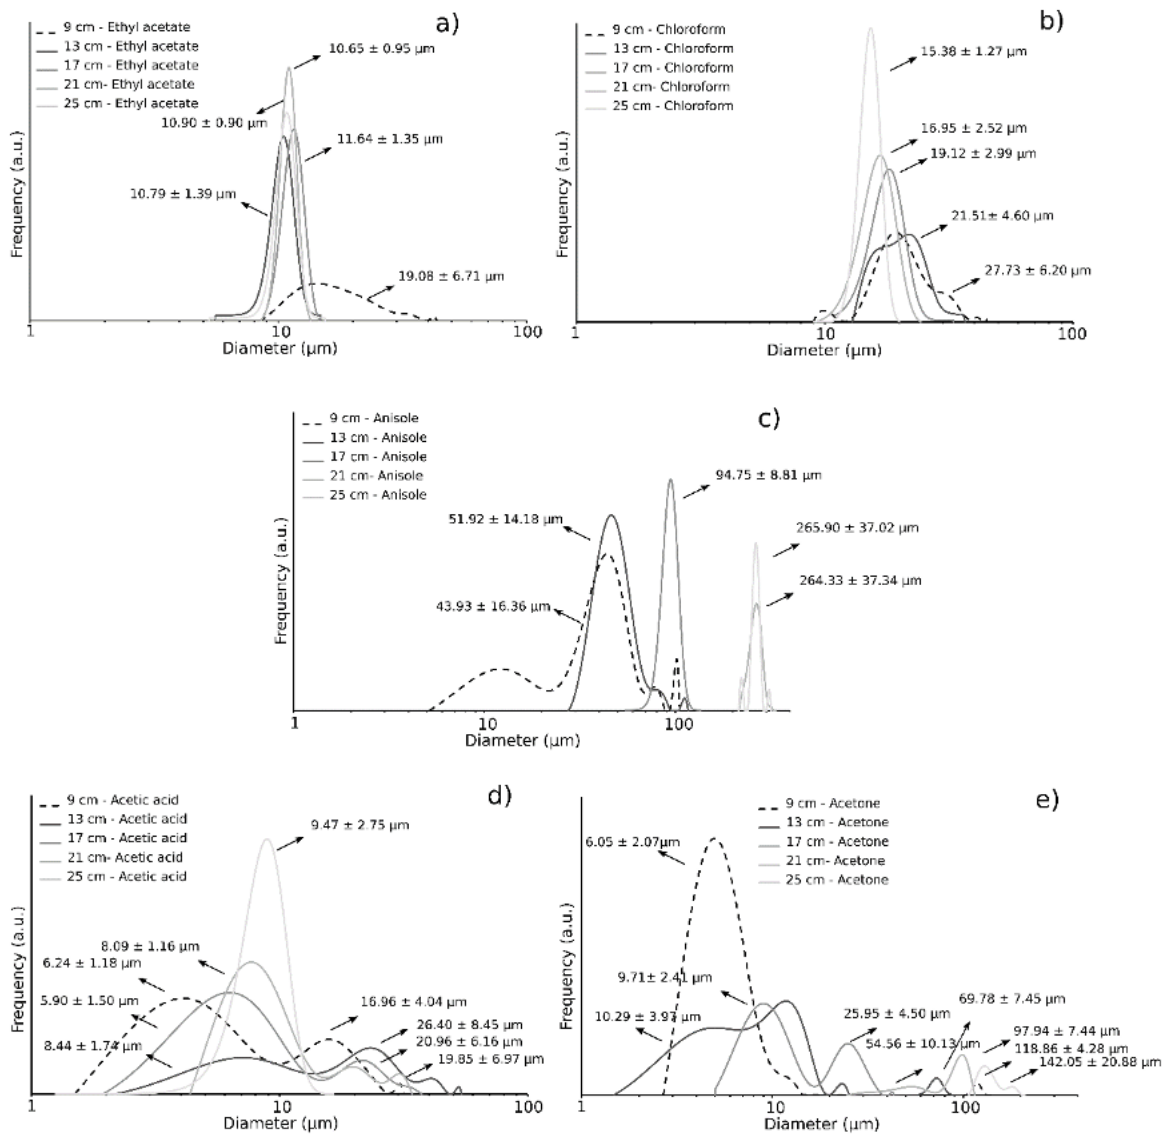 a)
9 cm - Ethyl acetate
13 cm - Ethyl acetate
17 cm - Ethyl acetate
21 cm- Ethyl acetate
25 cm - Ethyl acetate
10.65 ± 0.95 μm
10.90 ± 0.90 μm
11.64 ± 1.35 μm
10.79 ± 1.39 μm
19.08 ± 6.71 μm
Frequency (a.u.)
1
10
100
Diameter (μm)
b)
9 cm - Chloroform
13 cm - Chloroform
17 cm - Chloroform
21 cm- Chloroform
25 cm - Chloroform
15.38 ± 1.27 μm
16.95 ± 2.52 μm
19.12 ± 2.99 μm
21.51± 4.60 μm
27.73 ± 6.20 μm
Frequency (a.u.)
1
10
100
Diameter (μm)
c)
9 cm - Anisole
13 cm - Anisole
17 cm - Anisole
21 cm- Anisole
25 cm - Anisole
94.75 ± 8.81 μm
51.92 ± 14.18 μm
265.90 ± 37.02 μm
264.33 ± 37.34 μm
43.93 ± 16.36 μm
Frequency (a.u.)
1
10
100
Diameter (μm)
d)
9 cm - Acetic acid
13 cm - Acetic acid
17 cm - Acetic acid
21 cm- Acetic acid
25 cm - Acetic acid
9.47 ± 2.75 μm
8.09 ± 1.16 μm
6.24 ± 1.18 μm
5.90 ± 1.50 μm
16.96 ± 4.04 μm
26.40 ± 8.45 μm
8.44 ± 1.74 μm
20.96 ± 6.16 μm
19.85 ± 6.97 μm
Frequency (a.u.)
1
10
100
Diameter (μm)
e)
9 cm - Acetone
13 cm - Acetone
17 cm - Acetone
21 cm- Acetone
25 cm - Acetone
6.05 ± 2.07μm
9.71± 2.41 μm
10.29 ± 3.97 μm
25.95 ± 4.50 μm
69.78 ± 7.45 μm
54.56 ± 10.13 μm
97.94 ± 7.44 μm
118.86 ± 4.28 μm
142.05 ± 20.88 μm
Frequency (a.u.)
1
10
100
Diameter (μm)